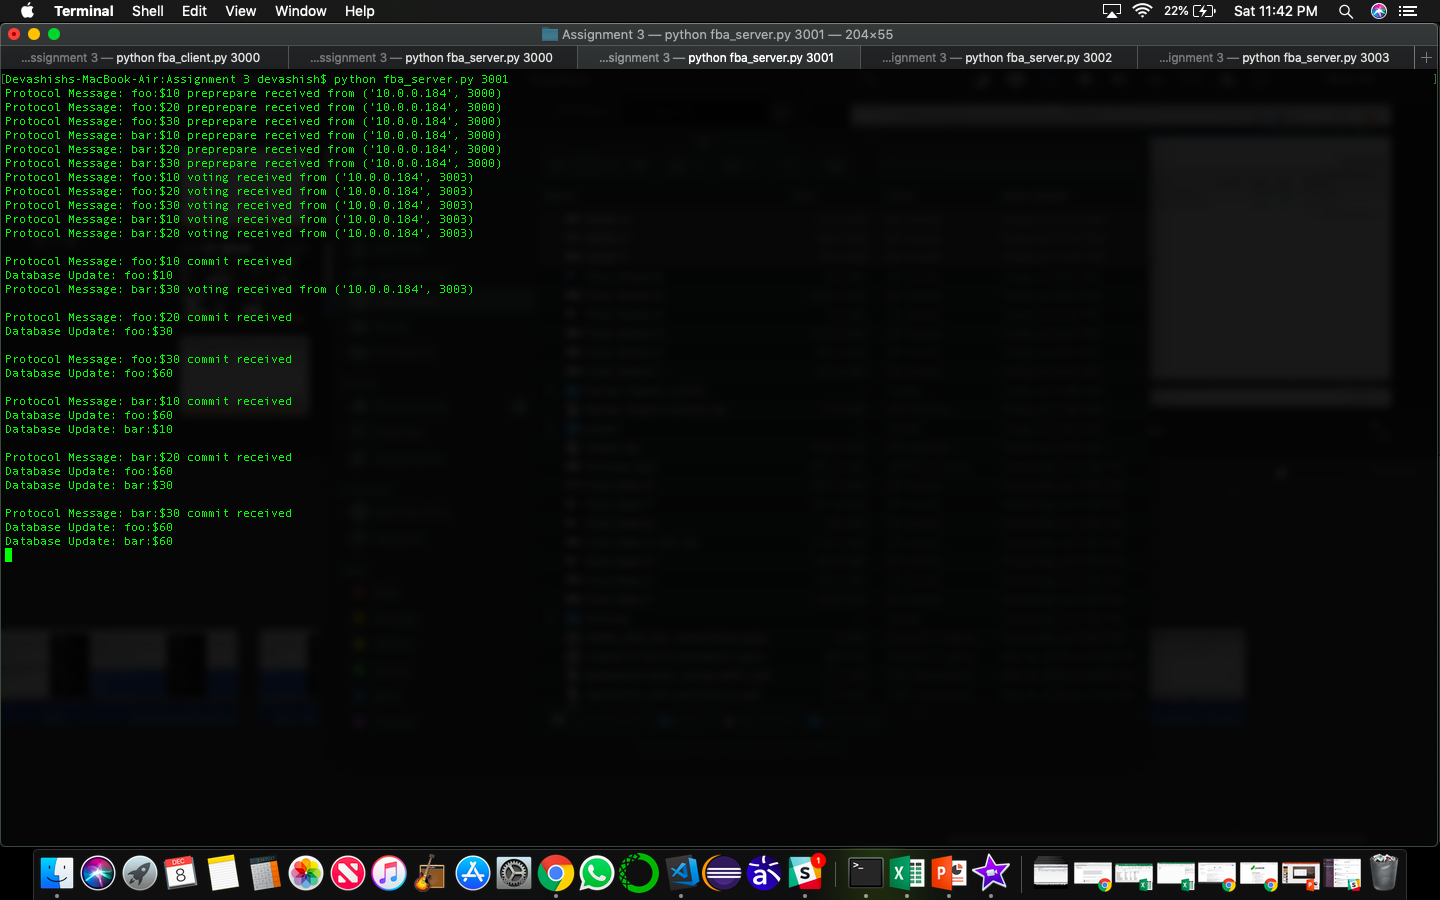 Terminal Shell Edit View Window Help 22% Sat 11:42 PM
Assignment 3 — python fba_server.py 3001 — 204×55
...ssignment 3 — python fba_client.py 3000 ...ssignment 3 — python fba_server.py 3000 ...signment 3 — python fba_server.py 3001 ...ignment 3 — python fba_server.py 3002 ...ignment 3 — python fba_server.py 3003 +
[Devashishs-MacBook-Air:Assignment 3 devashish$ python fba_server.py 3001 ]
Protocol Message: foo:$10 preprepare received from ('10.0.0.184', 3000)
Protocol Message: foo:$20 preprepare received from ('10.0.0.184', 3000)
Protocol Message: foo:$30 preprepare received from ('10.0.0.184', 3000)
Protocol Message: bar:$10 preprepare received from ('10.0.0.184', 3000)
Protocol Message: bar:$20 preprepare received from ('10.0.0.184', 3000)
Protocol Message: bar:$30 preprepare received from ('10.0.0.184', 3000)
Protocol Message: foo:$10 voting received from ('10.0.0.184', 3003)
Protocol Message: foo:$20 voting received from ('10.0.0.184', 3003)
Protocol Message: foo:$30 voting received from ('10.0.0.184', 3003)
Protocol Message: bar:$10 voting received from ('10.0.0.184', 3003)
Protocol Message: bar:$20 voting received from ('10.0.0.184', 3003)
Protocol Message: foo:$10 commit received
Database Update: foo:$10
Protocol Message: bar:$30 voting received from ('10.0.0.184', 3003)
Protocol Message: foo:$20 commit received
Database Update: foo:$30
Protocol Message: foo:$30 commit received
Database Update: foo:$60
Protocol Message: bar:$10 commit received
Database Update: foo:$60
Database Update: bar:$10
Protocol Message: bar:$20 commit received
Database Update: foo:$60
Database Update: bar:$30
Protocol Message: bar:$30 commit received
Database Update: foo:$60
Database Update: bar:$60
DEC
8
1